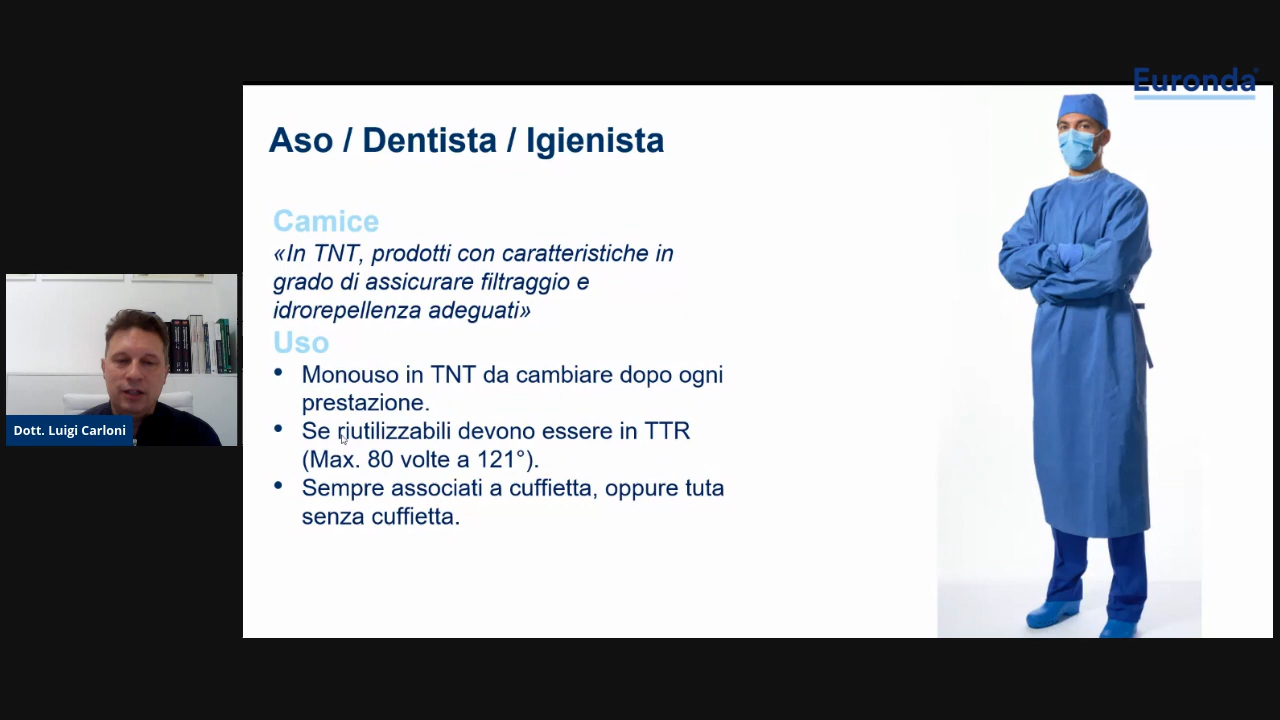 Euronda
Aso / Dentista / Igienista
Camice
«In TNT, prodotti con caratteristiche in
grado di assicurare filtraggio e
idrorepellenza adeguati»
Uso
• Monouso in TNT da cambiare dopo ogni
prestazione.
• Se riutilizzabili devono essere in TTR
(Max. 80 volte a 121°).
• Sempre associati a cuffietta, oppure tuta
senza cuffietta.
Dott. Luigi Carloni